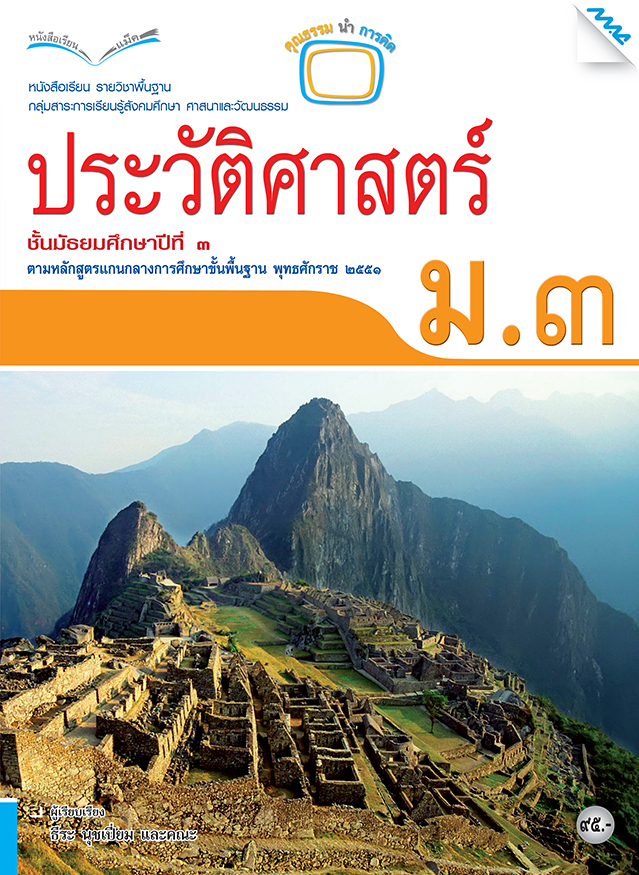 หนังสือเรียน แม็ค
คุณธรรม นำ การคิด
แม็ค
หนังสือเรียน รายวิชาพื้นฐาน
กลุ่มสาระการเรียนรู้สังคมศึกษา ศาสนาและวัฒนธรรม
ประวัติศาสตร์
ชั้นมัธยมศึกษาปีที่ ๓
ตามหลักสูตรแกนกลางการศึกษาขั้นพื้นฐาน พุทธศักราช ๒๕๕๑
ม.๓
ผู้เรียบเรียง
ธีระ นุชเปี่ยม และคณะ
๙๕.-